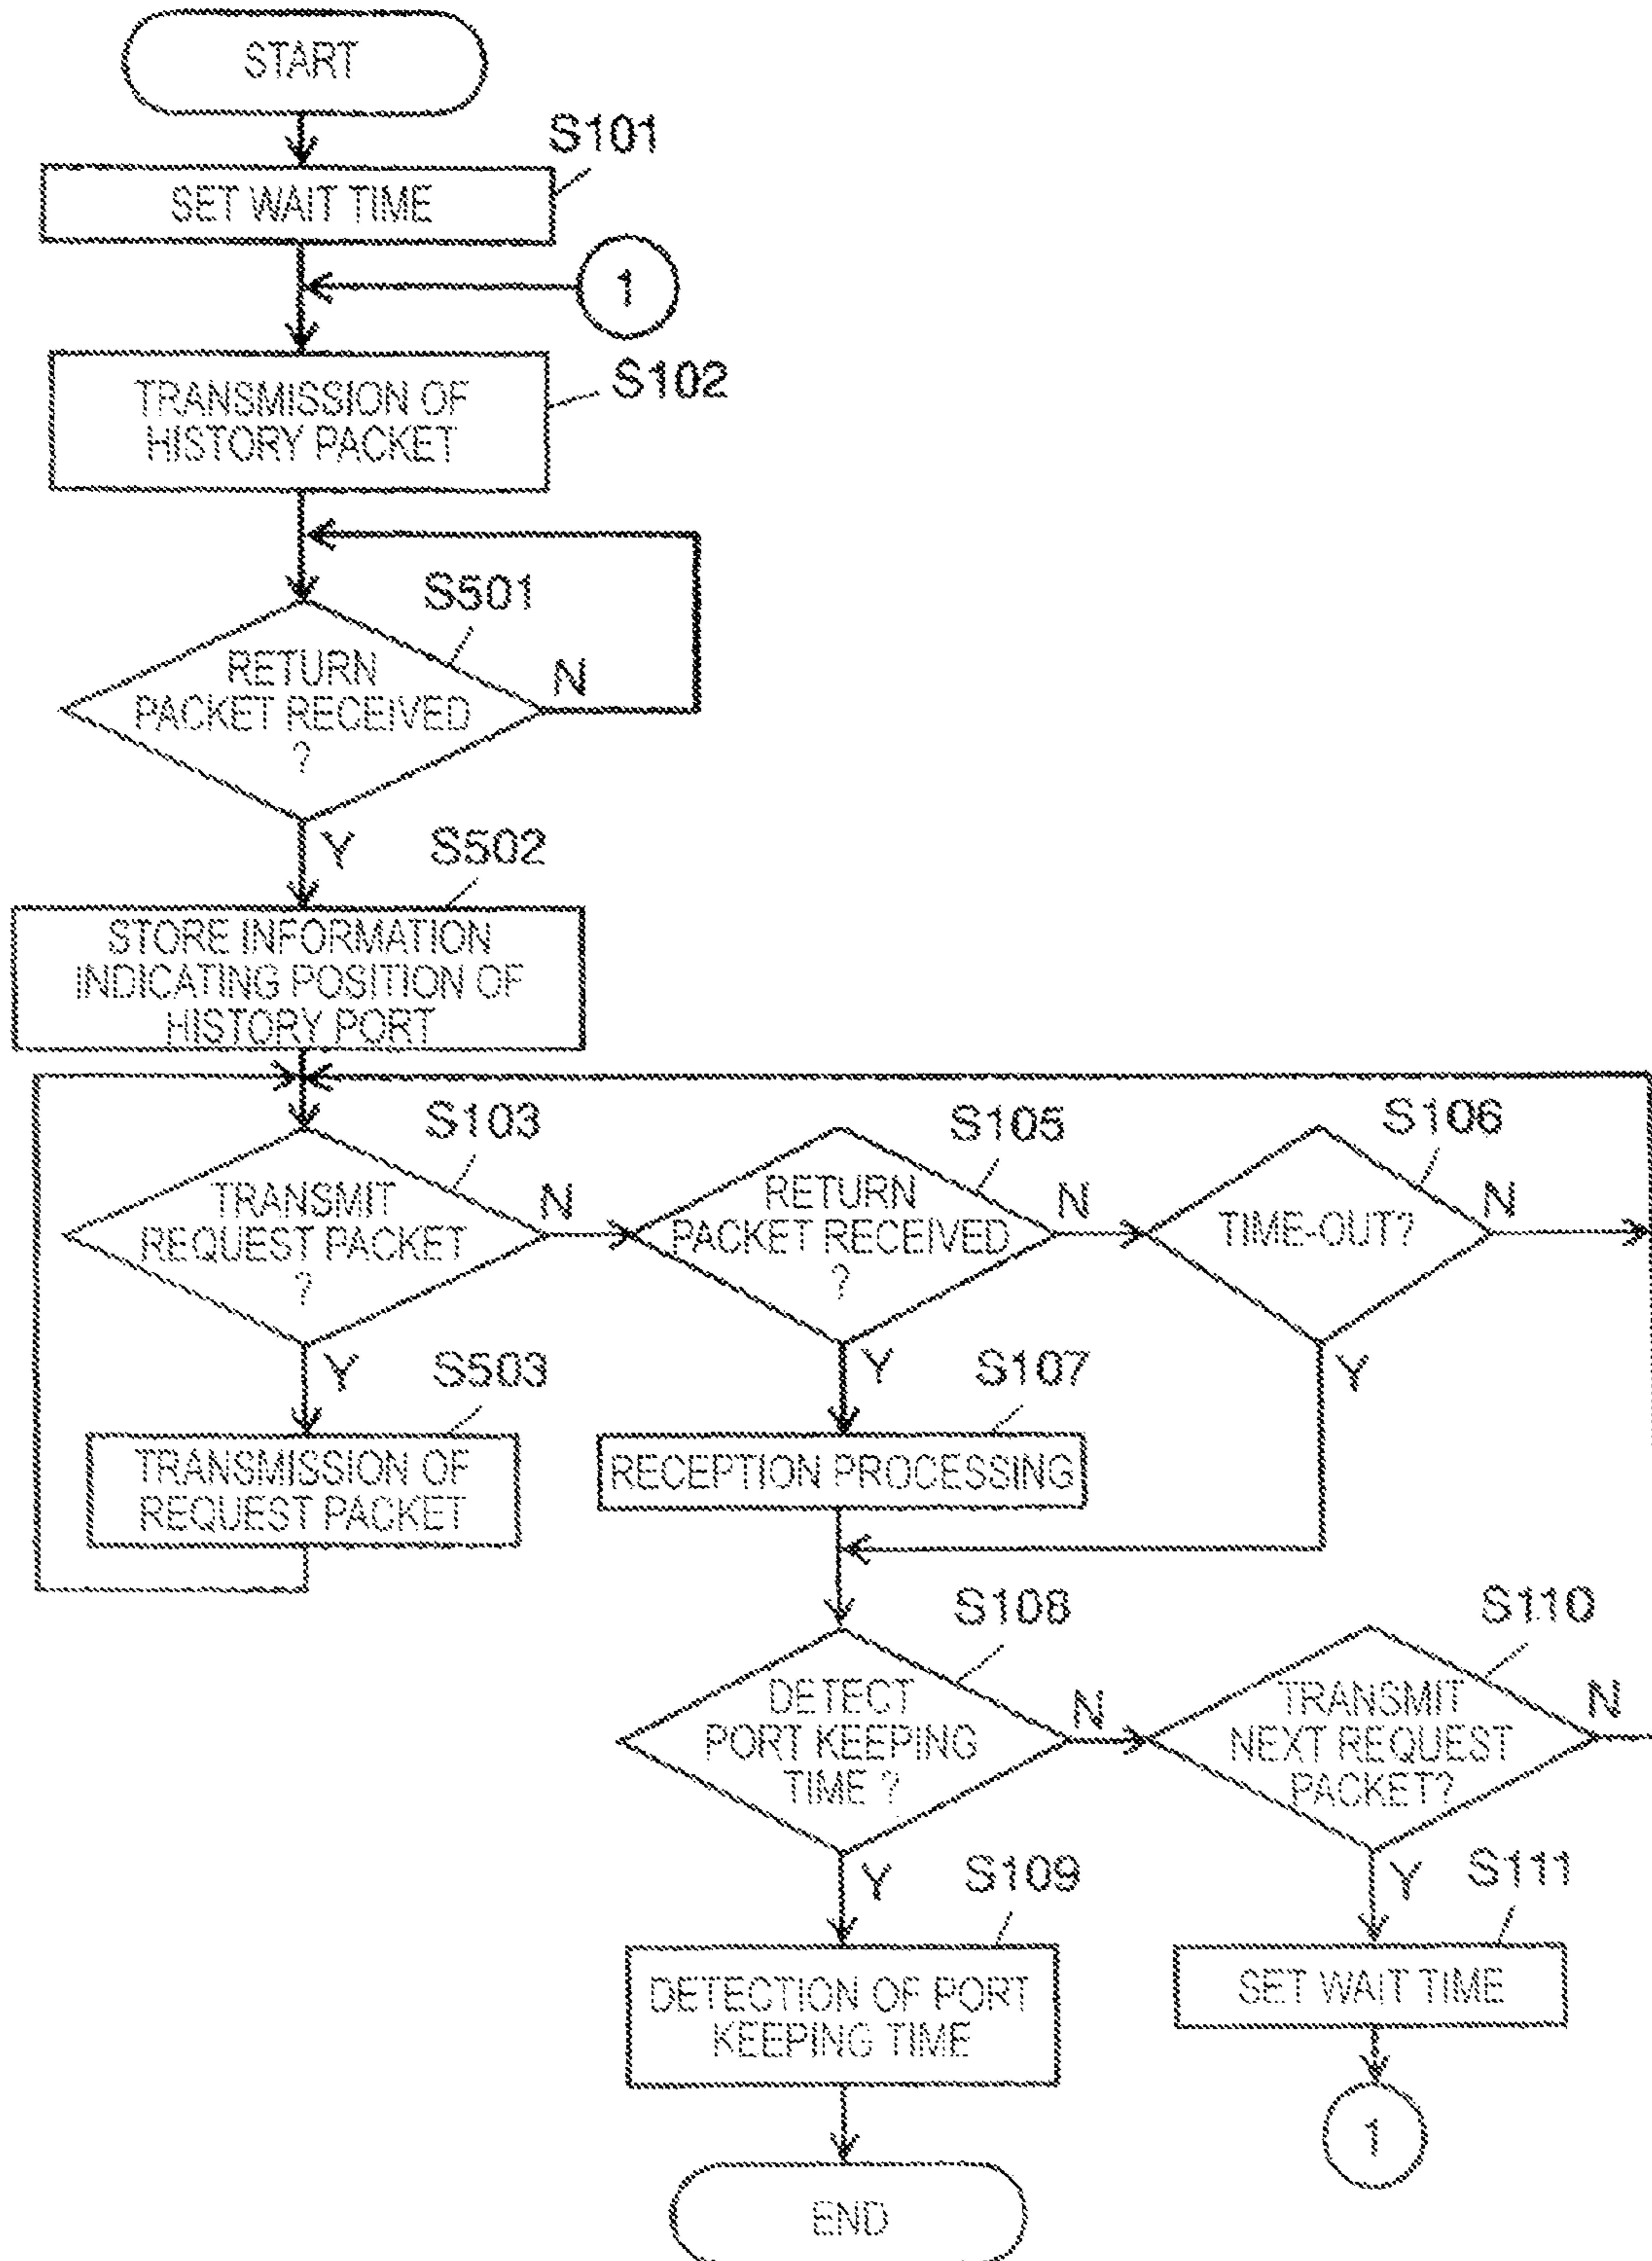 START
S101
SET WAIT TIME
1
S102
TRANSMISSION OF
HISTORY PACKET
S501
RETURN
PACKET RECEIVED
?
N
Y
S502
STORE INFORMATION
INDICATING POSITION OF
HISTORY PORT
S103
TRANSMIT
REQUEST PACKET
?
N
Y
S105
RETURN
PACKET RECEIVED
?
N
Y
S106
TIME-OUT?
N
Y
S503
TRANSMISSION OF
REQUEST PACKET
S107
RECEPTION PROCESSING
S108
DETECT
PORT KEEPING
TIME ?
N
Y
S110
TRANSMIT
NEXT REQUEST
PACKET?
N
Y
S109
DETECTION OF PORT
KEEPING TIME
S111
SET WAIT TIME
1
END